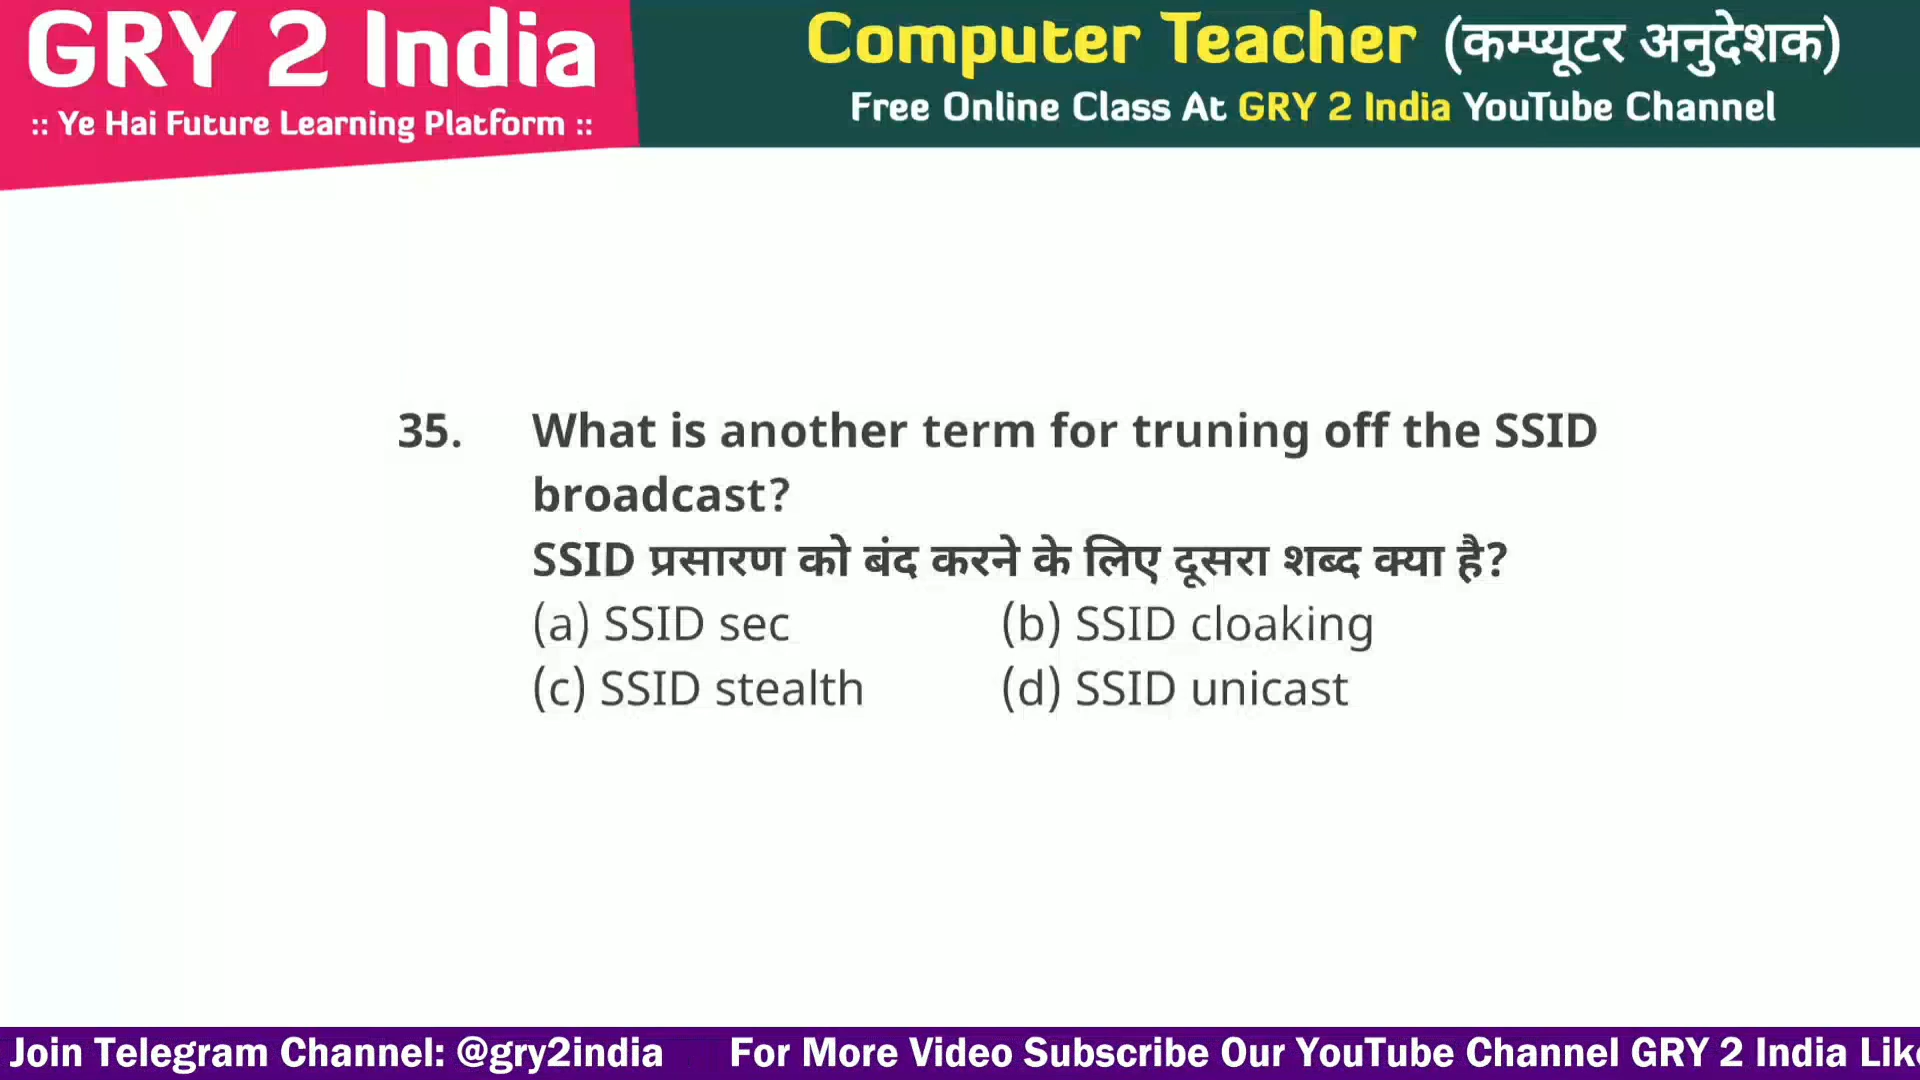 GRY 2 India
:: Ye Hai Future Learning Platform ::
Computer Teacher (कम्प्यूटर अनुदेशक)
Free Online Class At GRY 2 India YouTube Channel
35. What is another term for truning off the SSID
broadcast?
SSID प्रसारण को बंद करने के लिए दूसरा शब्द क्या है?
(a) SSID sec (b) SSID cloaking
(c) SSID stealth (d) SSID unicast
Join Telegram Channel: @gry2india For More Video Subscribe Our YouTube Channel GRY 2 India Lik